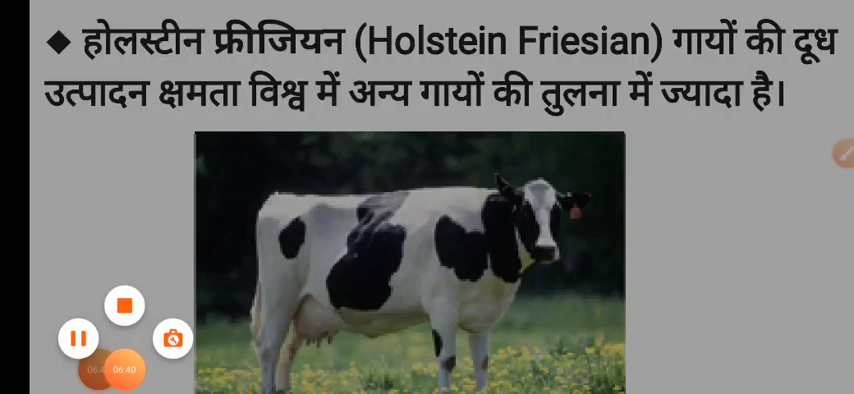 ◆ होलस्टीन फ्रीजियन (Holstein Friesian) गायों की दूध
उत्पादन क्षमता विश्व में अन्य गायों की तुलना में ज्यादा है।
06:40